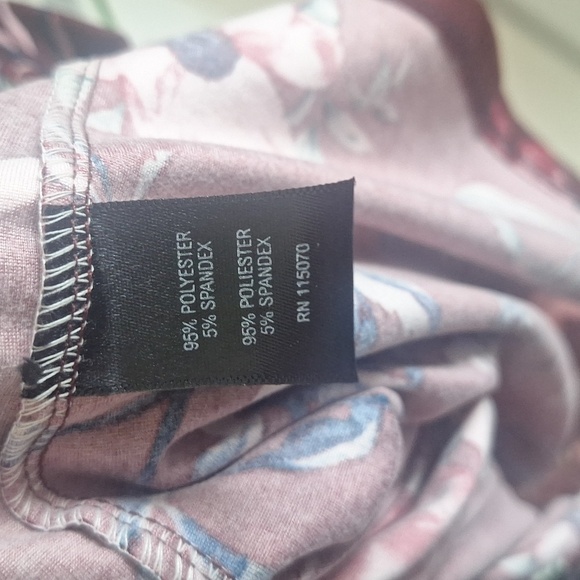 95% POLYESTER
5% SPANDEX
95% POLIESTER
5% SPANDEX
RN 115070